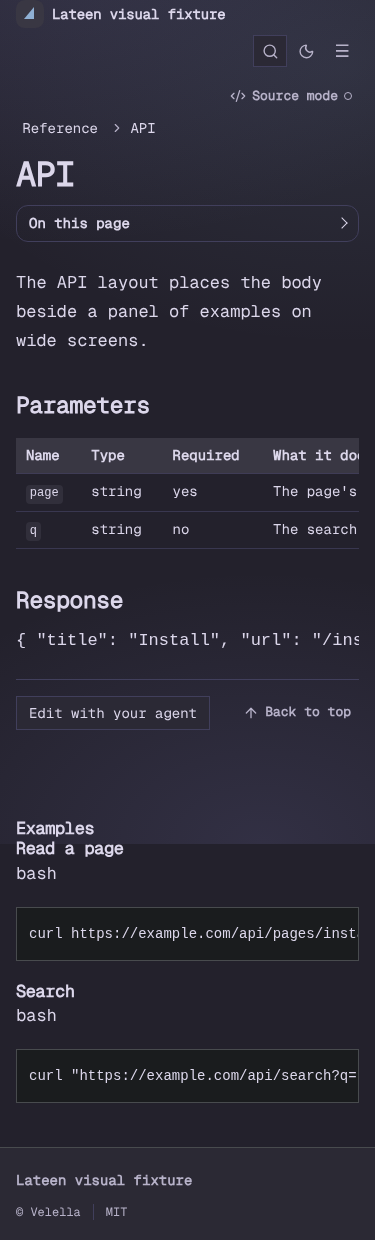 Lateen visual fixture
Source mode
Reference > API
API
On this page
The API layout places the body
beside a panel of examples on
wide screens.
Parameters
Name Type Required What it doe
page string yes The page's
q string no The search
Response
{ "title": "Install", "url": "/ins
Edit with your agent ↑ Back to top
Examples
Read a page
bash
curl https://example.com/api/pages/inst
Search
bash
curl "https://example.com/api/search?q=
Lateen visual fixture
© Velella MIT